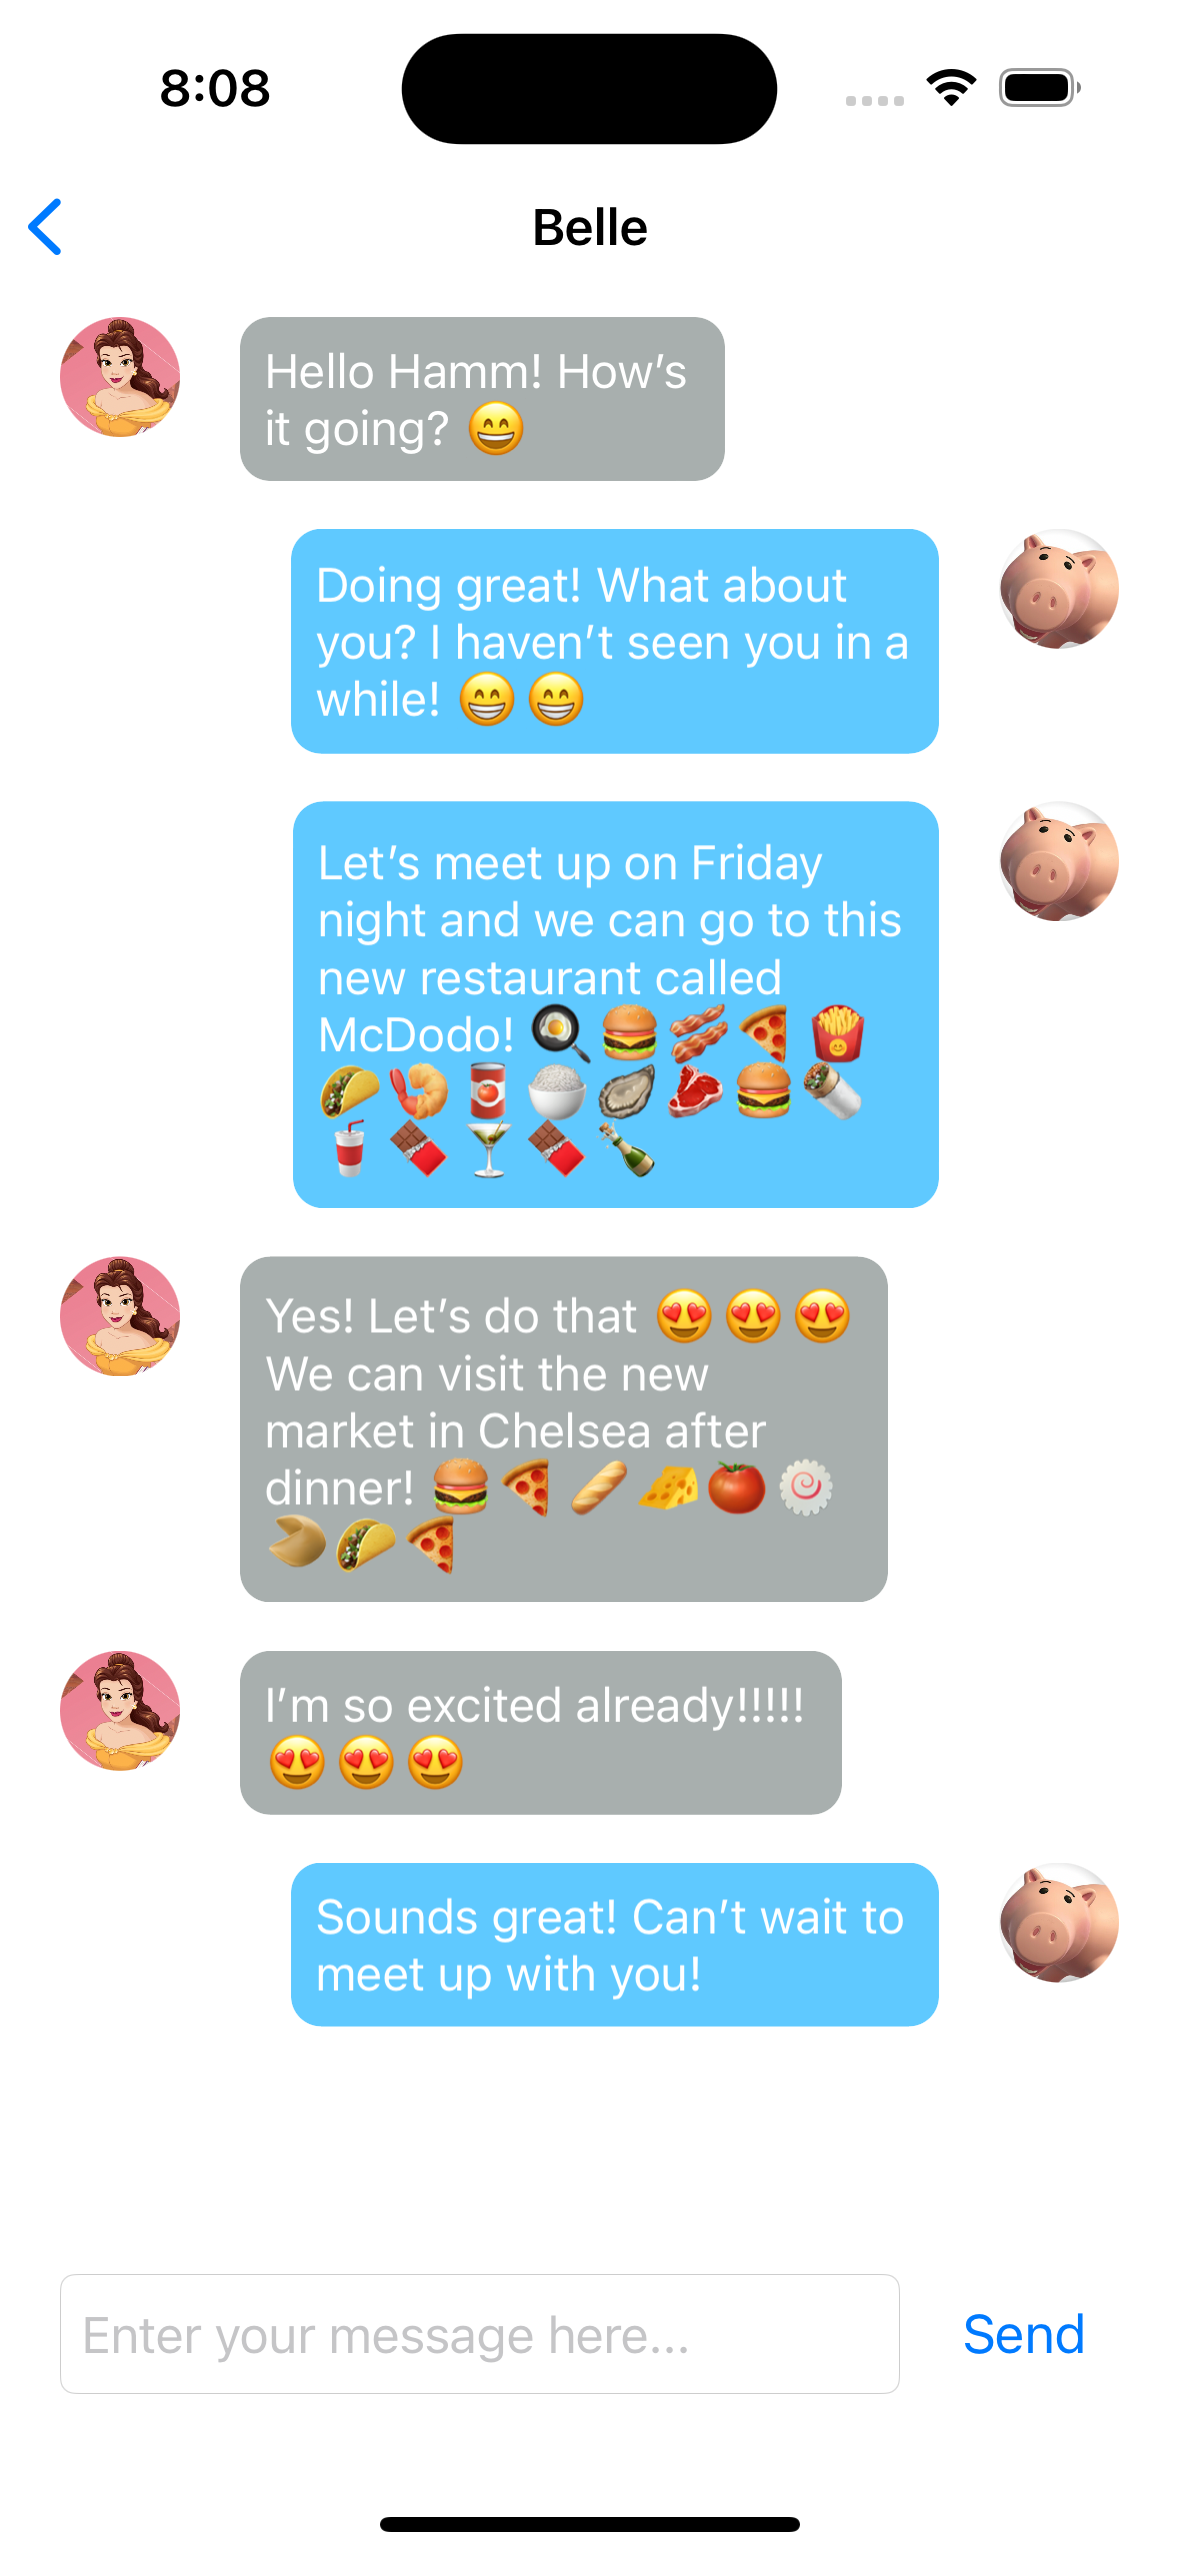 8:08
Belle
Hello Hamm! How’s
it going? 😄
Doing great! What about
you? I haven’t seen you in a
while! 😁😁
Let’s meet up on Friday
night and we can go to this
new restaurant called
McDodo! 🍳🍔🥓🍕🍟
🌮🍤🥫🍚🦪🥩🍔🌯
🥤🍫🍸🍫🍾
Yes! Let’s do that 😍😍😍
We can visit the new
market in Chelsea after
dinner! 🍔🍕🥖🧀🍅🍥
🥠🌮🍕
I’m so excited already!!!!!
😍😍😍
Sounds great! Can’t wait to
meet up with you!
Enter your message here...
Send